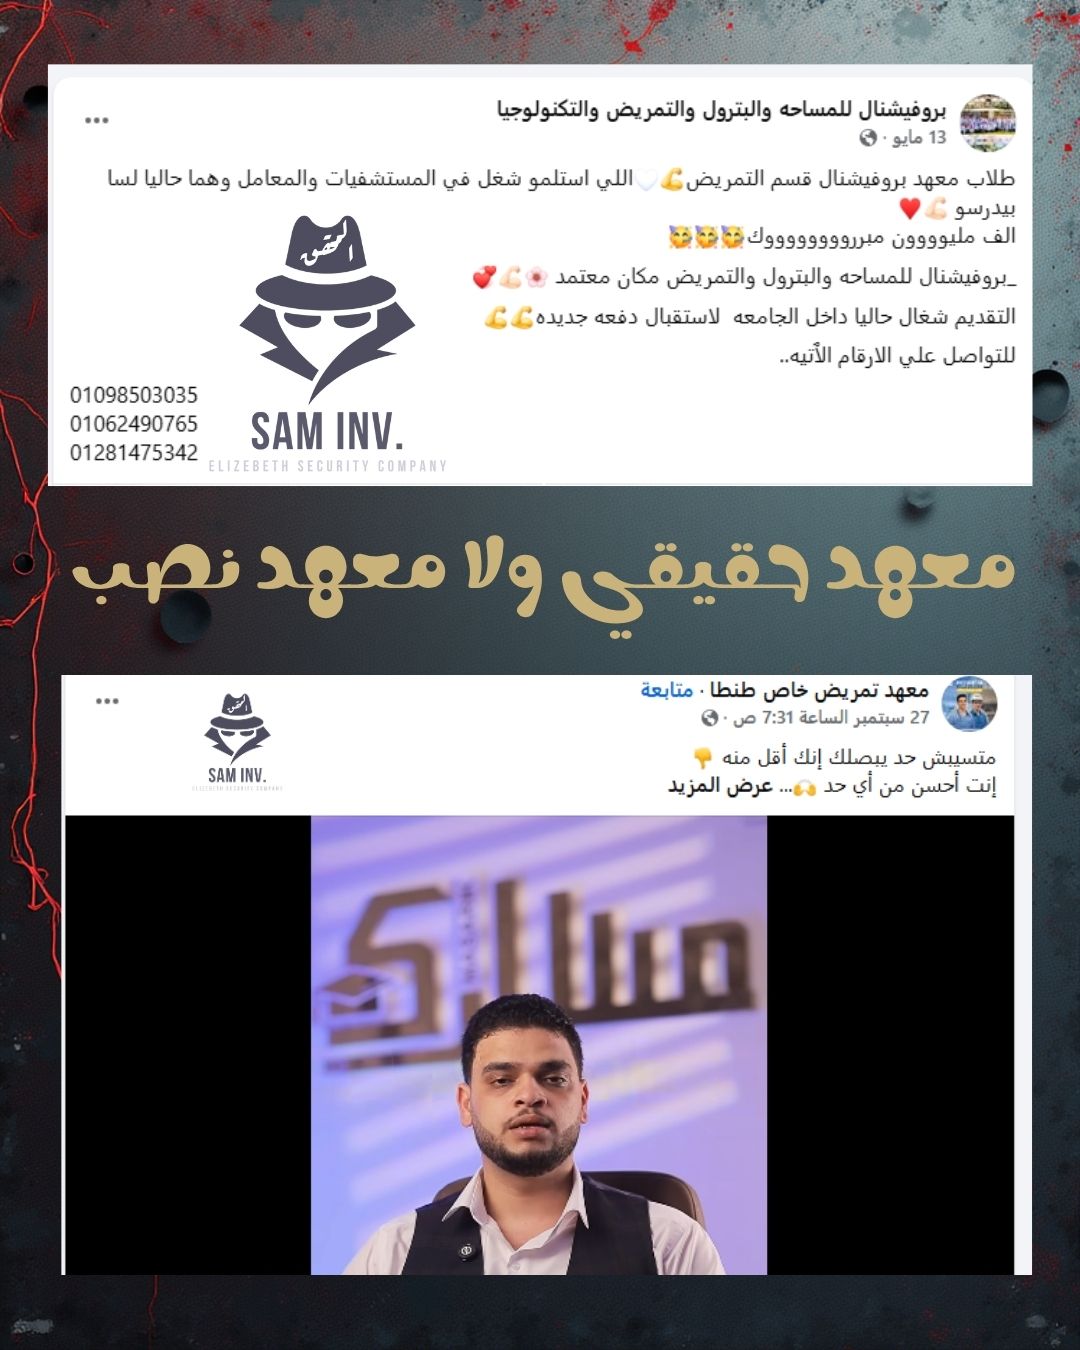 بروفيشنال للمساحه والبترول والتمريض والتكنولوجيا
13 مايو
طلاب معهد بروفيشنال قسم التمريض💪🤍اللي استلمو شغل في المستشفيات والمعامل وهما حاليا لسا
بيدرسو 💪🏻♥️
الف مليوووون مبرروووووووووك🥳🥳🥳
_بروفيشنال للمساحه والبترول والتمريض مكان معتمد 🌸💪🏻💕
التقديم شغال حاليا داخل الجامعه لاستقبال دفعه جديده💪💪
للتواصل علي الارقام الأتيه..
01098503035
01062490765
01281475342
المحقق
SAM INV.
ELIZEBETH SECURITY COMPANY
معهد حقيقي ولا معهد نصب
معهد تمريض خاص طنطا · متابعة
27 سبتمبر الساعة 7:31 ص
متسيبش حد يبصلك إنك أقل منه 👇
إنت أحسن من أي حد 🙌... عرض المزيد
المحقق
SAM INV.
ELIZEBETH SECURITY COMPANY
مسارك